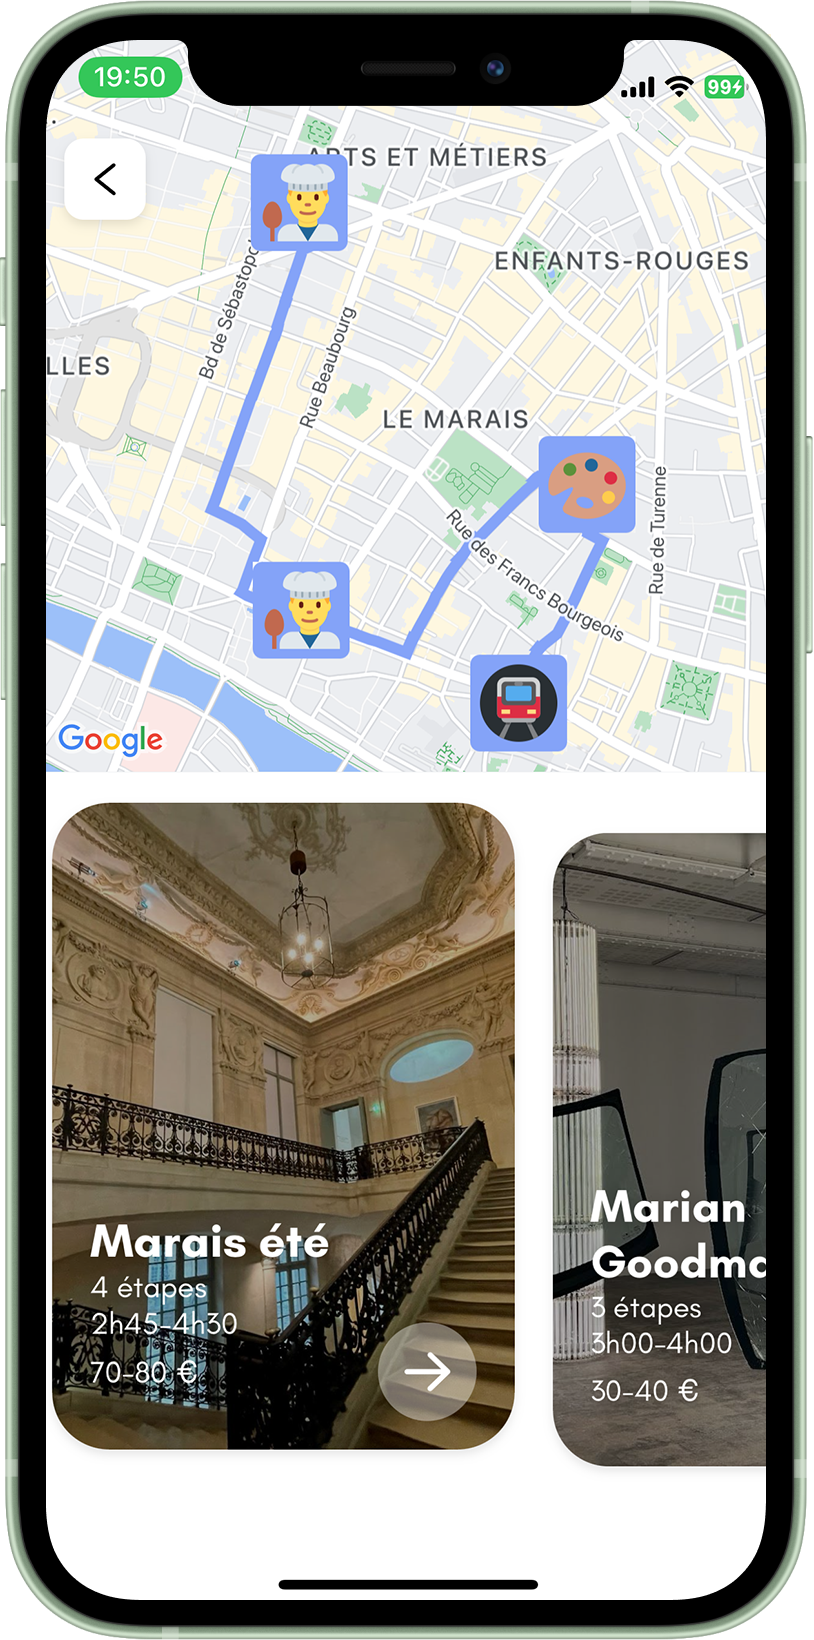 19:50
99
ARTS ET MÉTIERS
ENFANTS-ROUGES
Bd de Sébastopol
Rue Beaubourg
LLES
LE MARAIS
Rue de Turenne
Rue des Francs Bourgeois
Google
Marais été
4 étapes
2h45-4h30
70-80 €
Marian
Goodma
3 étapes
3h00-4h00
30-40 €